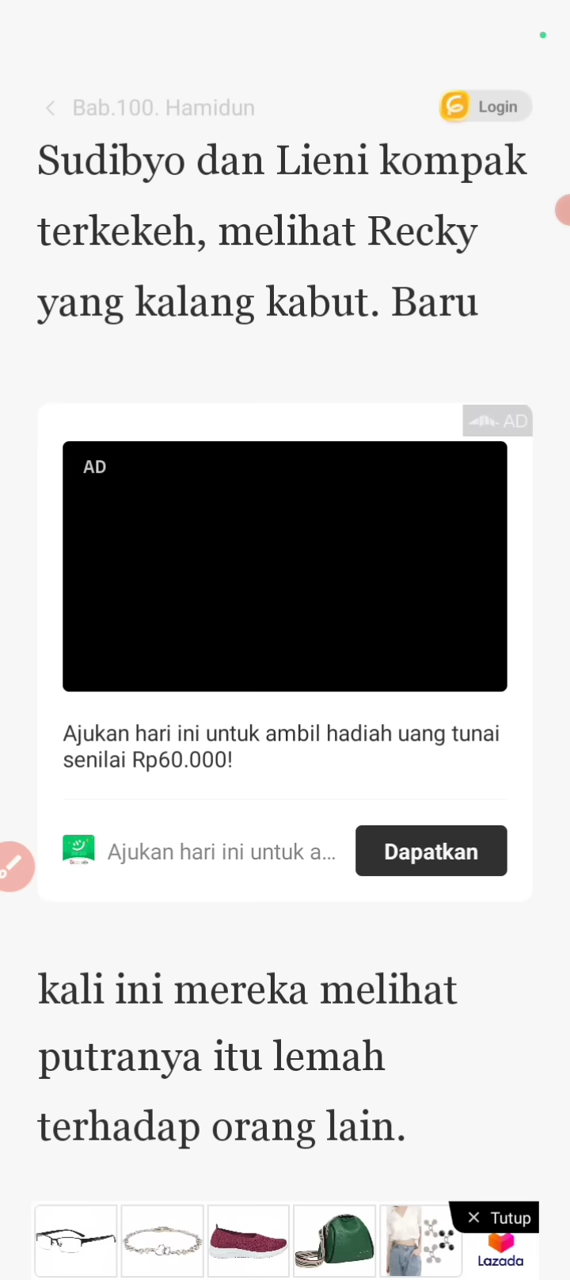 Bab.100. Hamidun
Login
Sudibyo dan Lieni kompak
terkekeh, melihat Recky
yang kalang kabut. Baru
AD
AD
Ajukan hari ini untuk ambil hadiah uang tunai
senilai Rp60.000!
Ajukan hari ini untuk a...
Dapatkan
kali ini mereka melihat
putranya itu lemah
terhadap orang lain.
Tutup
Lazada